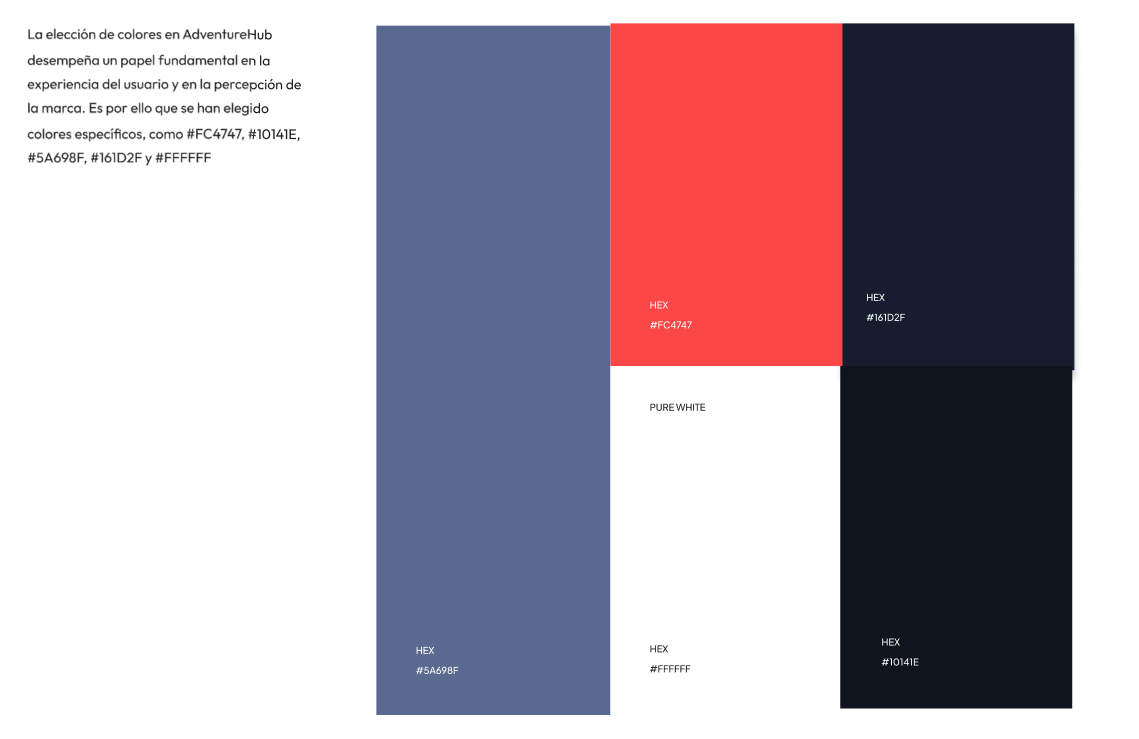 La elección de colores en AdventureHub
desempeña un papel fundamental en la
experiencia del usuario y en la percepción de
la marca. Es por ello que se han elegido
colores específicos, como #FC4747, #10141E,
#5A698F, #161D2F y #FFFFFF
HEX
#FC4747
HEX
#161D2F
PURE WHITE
HEX
#5A698F
HEX
#FFFFFF
HEX
#10141E